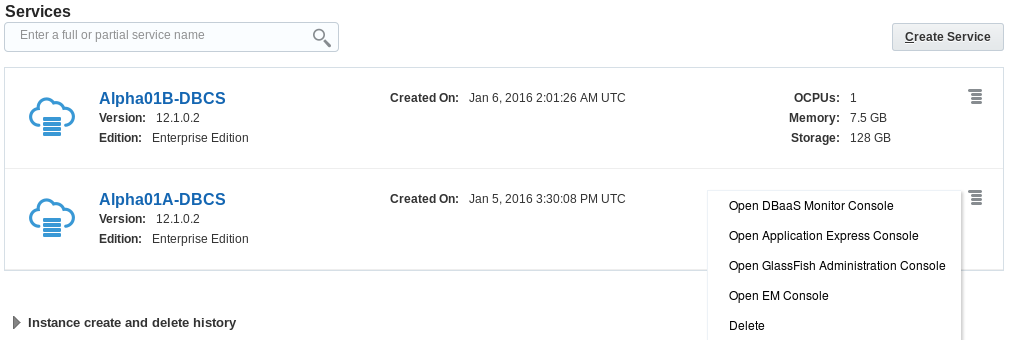 Services
Enter a full or partial service name
Create Service
Alpha01B-DBCS
Version: 12.1.0.2
Edition: Enterprise Edition
Created On: Jan 6, 2016 2:01:26 AM UTC
OCPUs: 1
Memory: 7.5 GB
Storage: 128 GB
Alpha01A-DBCS
Version: 12.1.0.2
Edition: Enterprise Edition
Created On: Jan 5, 2016 3:30:08 PM UTC
Open DBaaS Monitor Console
Open Application Express Console
Open GlassFish Administration Console
Open EM Console
Delete
Instance create and delete history